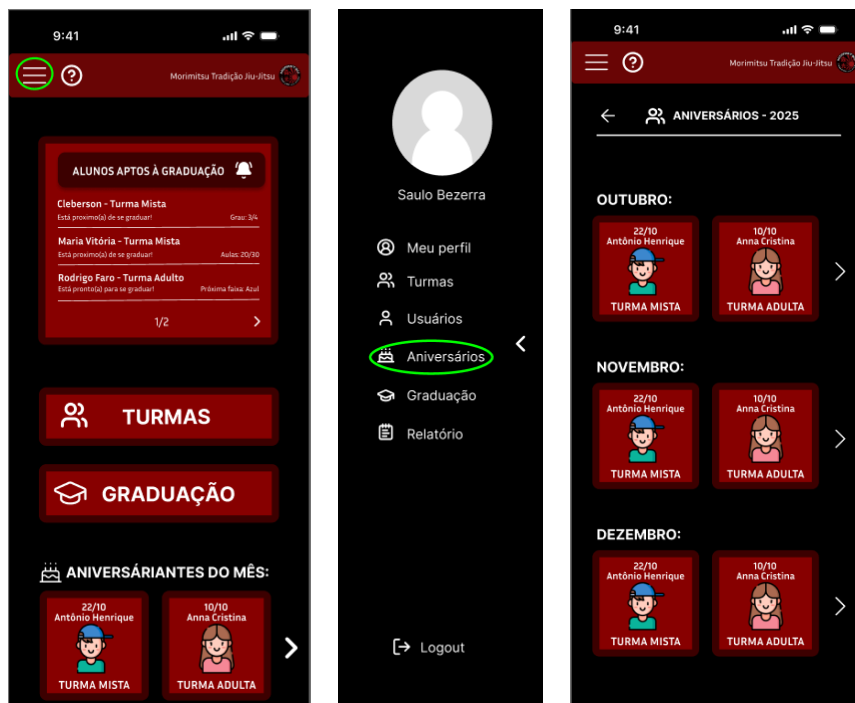 9:41
Morimitsu Tradição Jiu-Jitsu
ALUNOS APTOS À GRADUAÇÃO
Cleberson - Turma Mista
Está proximo(a) de se graduar! Grau: 3/4
Maria Vitória - Turma Mista
Está proximo(a) de se graduar! Aulas: 20/30
Rodrigo Faro - Turma Adulto
Está pronto(a) para se graduar! Próxima faixa: Azul
1/2
TURMAS
GRADUAÇÃO
ANIVERSÁRIANTES DO MÊS:
22/10 10/10
Antônio Henrique Anna Cristina
TURMA MISTA TURMA ADULTA
Saulo Bezerra
Meu perfil
Turmas
Usuários
Aniversários
Graduação
Relatório
Logout
9:41
Morimitsu Tradição Jiu-Jitsu
ANIVERSÁRIOS - 2025
OUTUBRO:
22/10 10/10
Antônio Henrique Anna Cristina
TURMA MISTA TURMA ADULTA
NOVEMBRO:
22/10 10/10
Antônio Henrique Anna Cristina
TURMA MISTA TURMA ADULTA
DEZEMBRO:
22/10 10/10
Antônio Henrique Anna Cristina
TURMA MISTA TURMA ADULTA